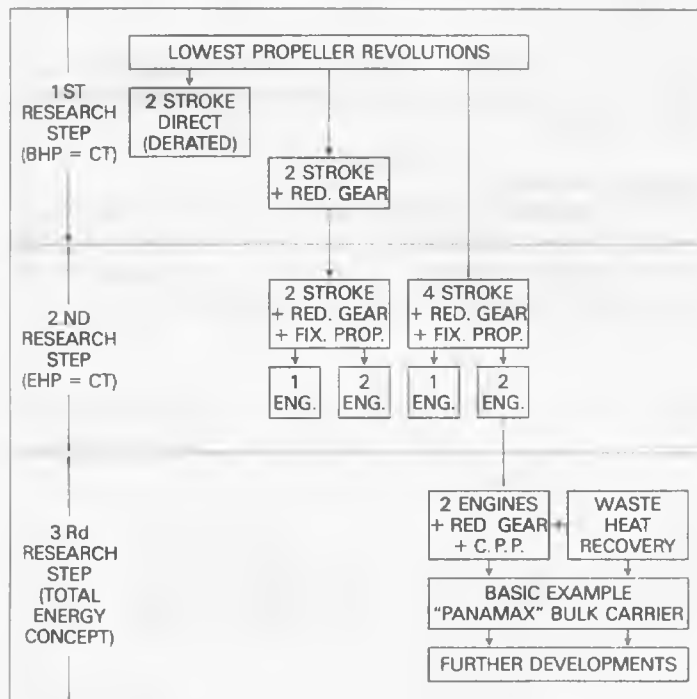 LOWEST PROPELLER REVOLUTIONS
1 ST
RESEARCH
STEP
(BHP = CT)
2 STROKE
DIRECT
(DERATED)
2 STROKE
+ RED. GEAR
2 ND
RESEARCH
STEP
(EHP = CT)
2 STROKE
+ RED. GEAR
+ FIX. PROP.
4 STROKE
+ RED. GEAR
+ FIX. PROP.
1
ENG.
2
ENG.
1
ENG.
2
ENG.
3 Rd
RESEARCH
STEP
(TOTAL
ENERGY
CONCEPT)
2 ENGINES
+ RED GEAR
+ C.P.P.
WASTE
HEAT
RECOVERY
BASIC EXAMPLE
"PANAMAX" BULK CARRIER
FURTHER DEVELOPMENTS